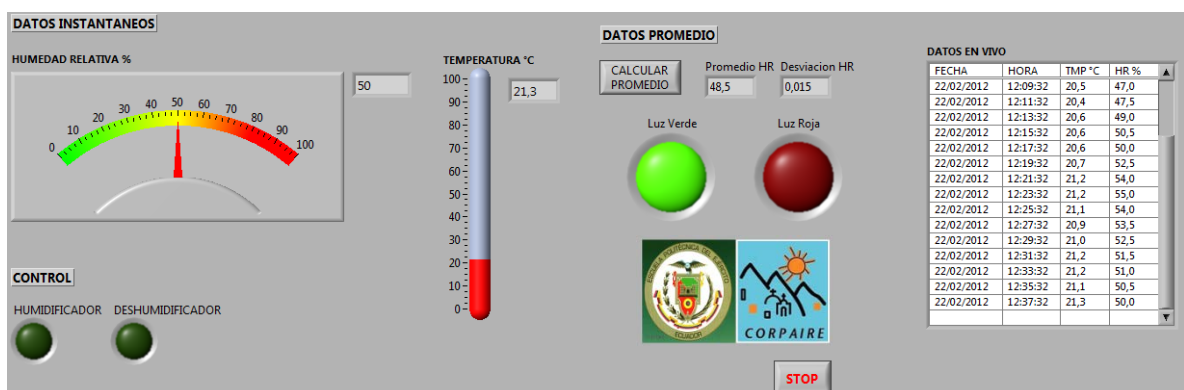 DATOS INSTANTANEOS
HUMEDAD RELATIVA %
0 10 20 30 40 50 60 70 80 90 100
50
CONTROL
HUMIDIFICADOR DESHUMIDIFICADOR
TEMPERATURA °C
100
90
80
70
60
50
40
30
20
10
0
21,3
DATOS PROMEDIO
CALCULAR
PROMEDIO
Promedio HR Desviacion HR
48,5 0,015
Luz Verde Luz Roja
ESCUELA POLITÉCNICA DEL EJÉRCITO
ECUADOR
CORPAIRE
STOP
DATOS EN VIVO
FECHA HORA TMP °C HR %
22/02/2012 12:09:32 20,5 47,0
22/02/2012 12:11:32 20,4 47,5
22/02/2012 12:13:32 20,6 49,0
22/02/2012 12:15:32 20,6 50,5
22/02/2012 12:17:32 20,6 50,0
22/02/2012 12:19:32 20,7 52,5
22/02/2012 12:21:32 21,2 54,0
22/02/2012 12:23:32 21,2 55,0
22/02/2012 12:25:32 21,1 54,0
22/02/2012 12:27:32 20,9 53,5
22/02/2012 12:29:32 21,0 52,5
22/02/2012 12:31:32 21,2 51,5
22/02/2012 12:33:32 21,2 51,0
22/02/2012 12:35:32 21,1 50,5
22/02/2012 12:37:32 21,3 50,0